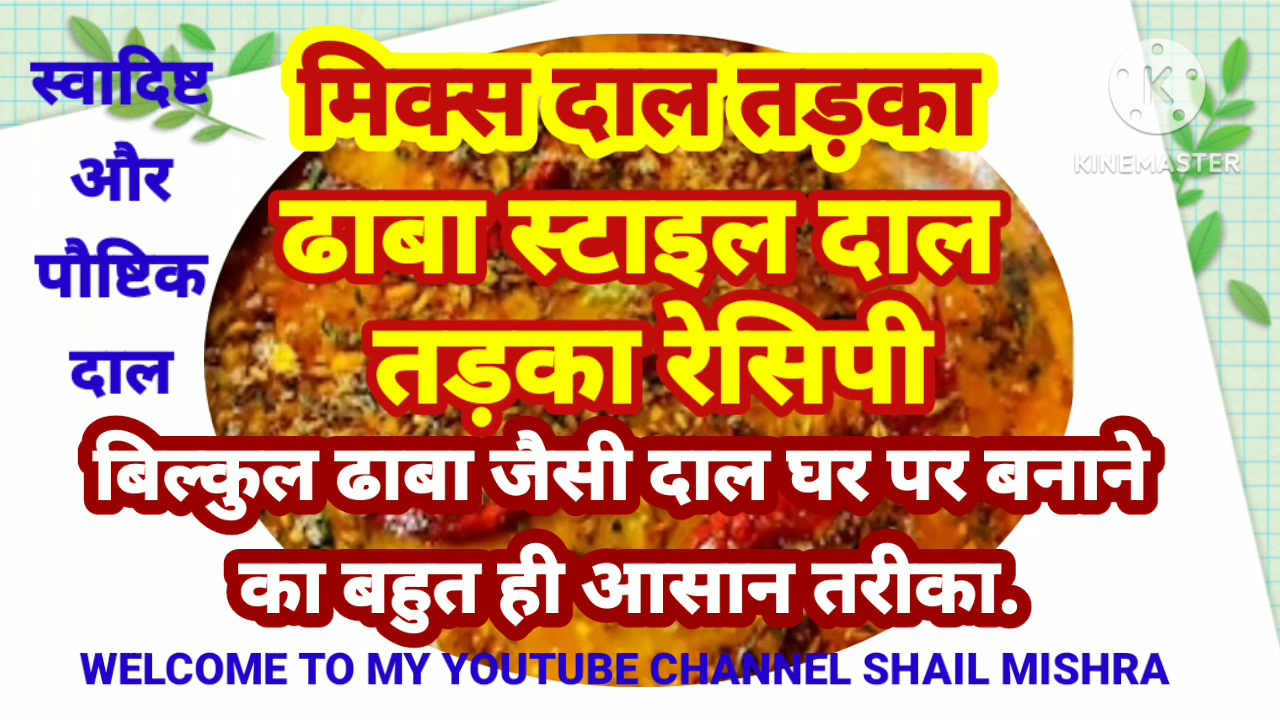 स्वादिष्ट
और
पौष्टिक
दाल
मिक्स दाल तड़का
ढाबा स्टाइल दाल
तड़का रेसिपी
बिल्कुल ढाबा जैसी दाल घर पर बनाने
का बहुत ही आसान तरीका.
WELCOME TO MY YOUTUBE CHANNEL SHAIL MISHRA
K
KINEMASTER